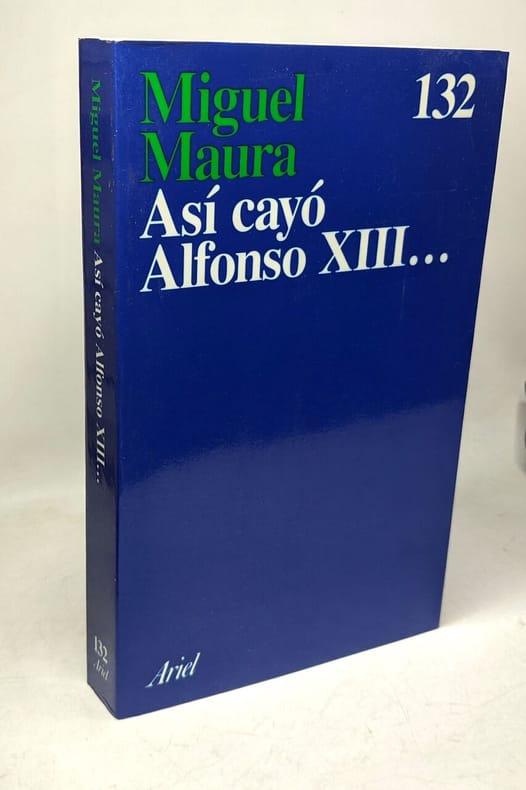 Miguel
Maura
132
Así cayó
Alfonso XIII...
Ariel
Miguel Maura Así cayó Alfonso XIII...
132
Ariel